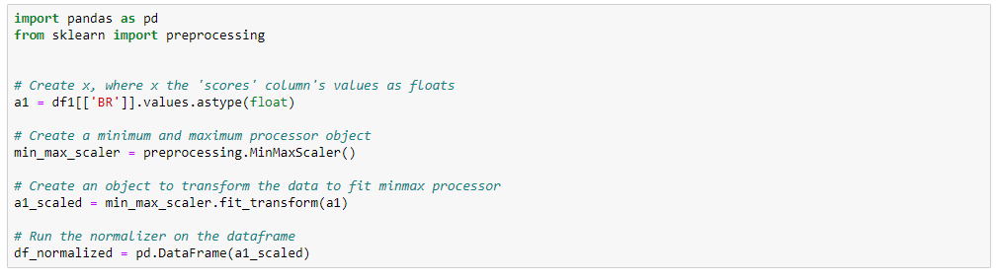 import pandas as pd
from sklearn import preprocessing
# Create x, where x the 'scores' column's values as floats
a1 = df1[['BR']].values.astype(float)
# Create a minimum and maximum processor object
min_max_scaler = preprocessing.MinMaxScaler()
# Create an object to transform the data to fit minmax processor
a1_scaled = min_max_scaler.fit_transform(a1)
# Run the normalizer on the dataframe
df_normalized = pd.DataFrame(a1_scaled)